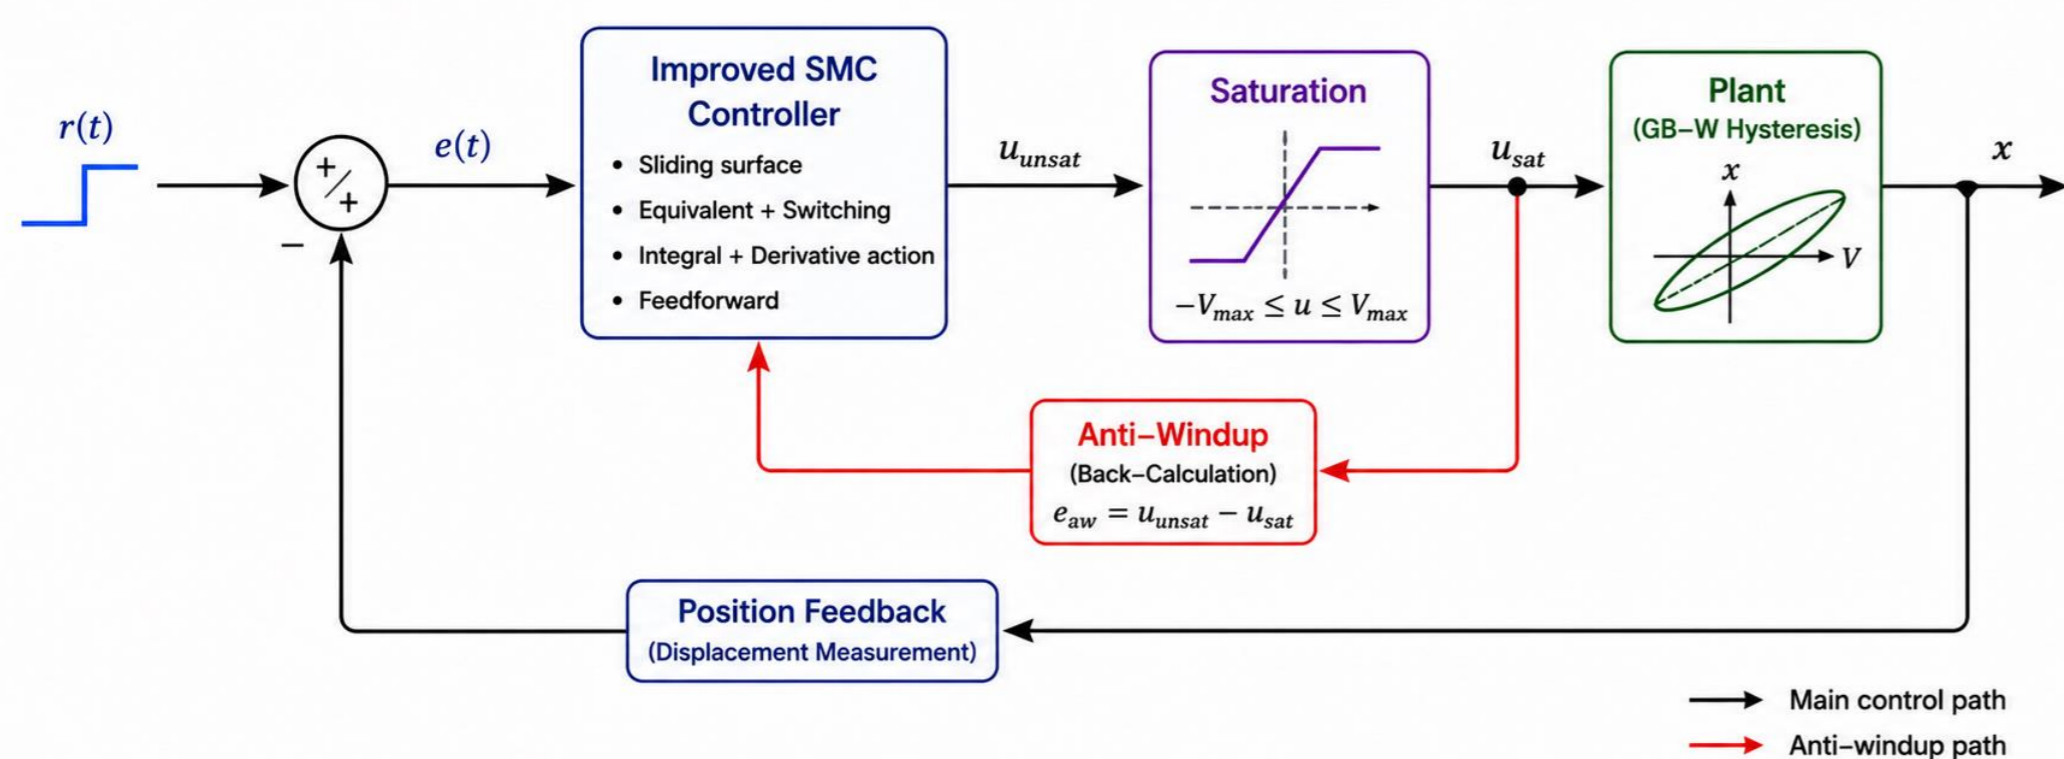 r(t)
+
/
+
−
e(t)
Improved SMC
Controller
• Sliding surface
• Equivalent + Switching
• Integral + Derivative action
• Feedforward
u_unsat
Saturation
−V_max ≤ u ≤ V_max
u_sat
Plant
(GB–W Hysteresis)
x
V
x
Anti–Windup
(Back–Calculation)
e_aw = u_unsat − u_sat
Position Feedback
(Displacement Measurement)
Main control path
Anti–windup path